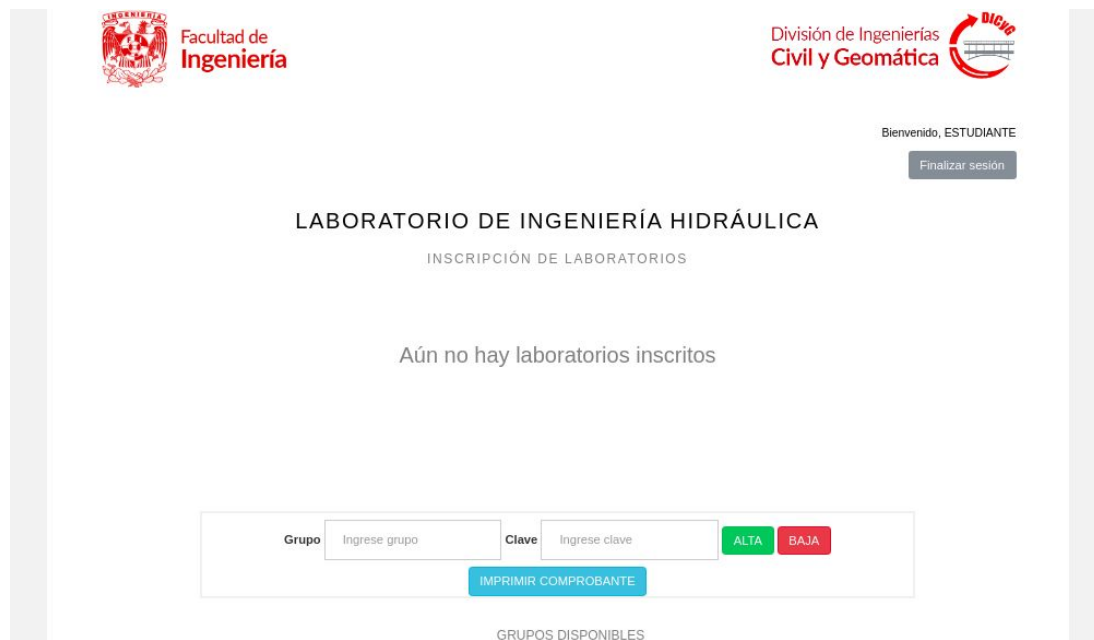 INGENIERIA
Facultad de
Ingeniería
División de Ingenierías
Civil y Geomática
DICyG
Bienvenido, ESTUDIANTE
Finalizar sesión
LABORATORIO DE INGENIERÍA HIDRÁULICA
INSCRIPCIÓN DE LABORATORIOS
Aún no hay laboratorios inscritos
Grupo Ingrese grupo Clave Ingrese clave ALTA BAJA
IMPRIMIR COMPROBANTE
GRUPOS DISPONIBLES